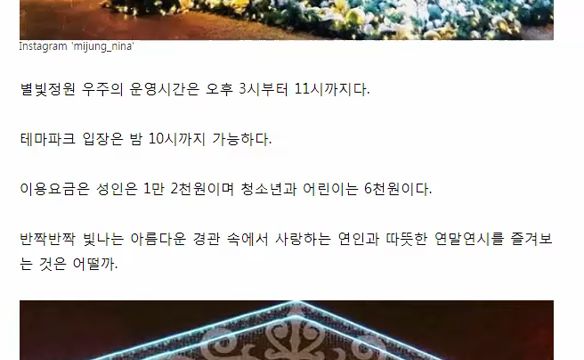 Instagram 'mijung_nina'
별빛정원 우주의 운영시간은 오후 3시부터 11시까지다.
테마파크 입장은 밤 10시까지 가능하다.
이용요금은 성인은 1만 2천원이며 청소년과 어린이는 6천원이다.
반짝반짝 빛나는 아름다운 경관 속에서 사랑하는 연인과 따뜻한 연말연시를 즐겨보
는 것은 어떨까.